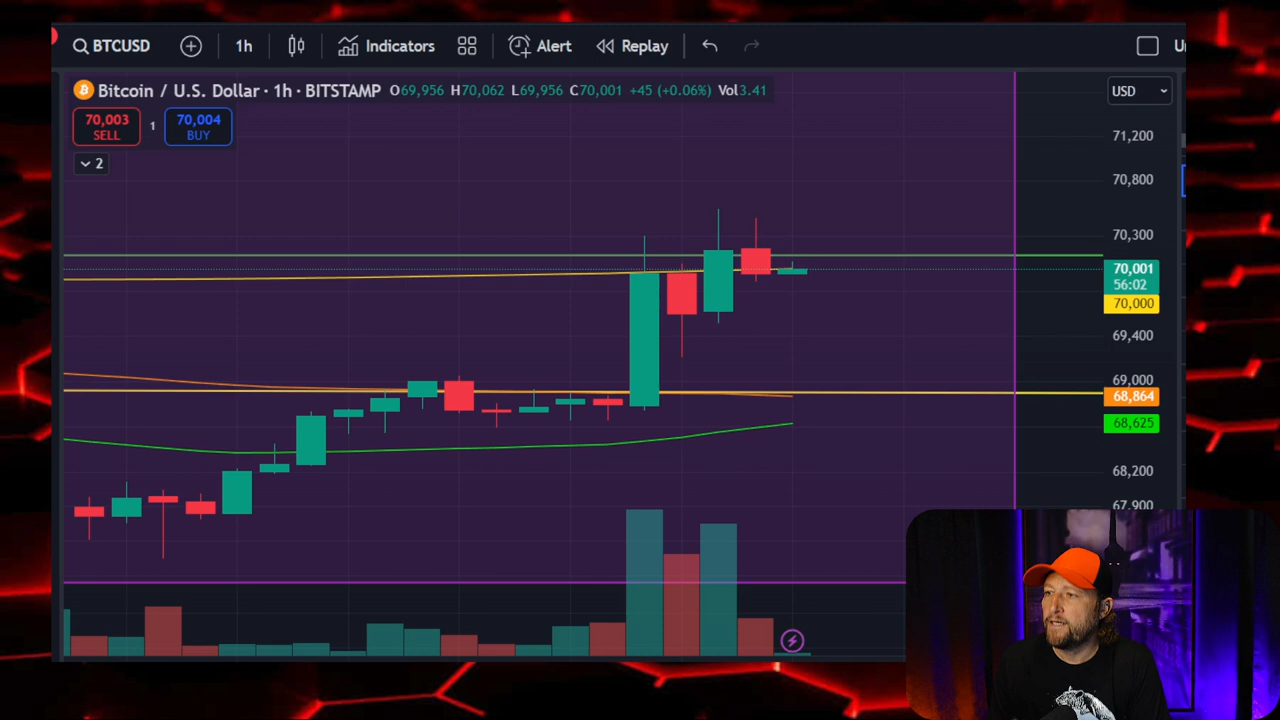 BTCUSD 1h Indicators Alert Replay U
Bitcoin / U.S. Dollar · 1h · BITSTAMP O69,956 H70,062 L69,956 C70,001 +45 (+0.06%) Vol3.41
USD
70,003 1 70,004
SELL BUY
2
71,200
70,800
70,300
70,001
56:02
70,000
69,400
69,000
68,864
68,625
68,200
67,900